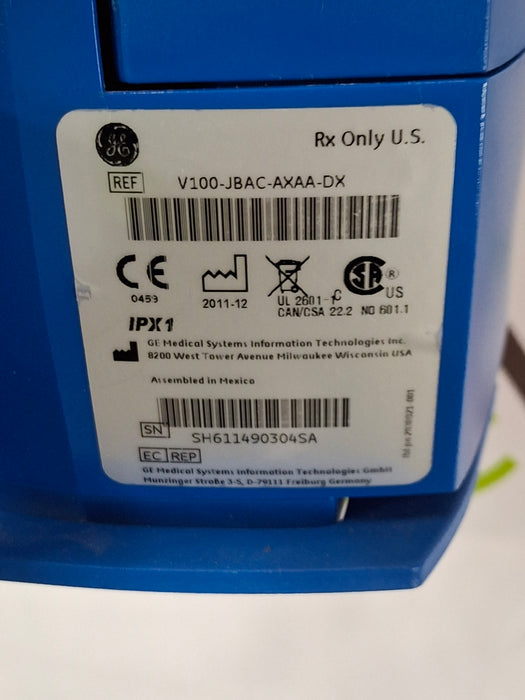 GE
Rx Only U.S.
REF V100-JBAC-AXAA-DX
CE
0459
2011-12
UL 2601-1
CAN/CSA 22.2 NO 601.1
C SA ® US
IPX1
GE Medical Systems Information Technologies Inc.
8200 West Tower Avenue Milwaukee Wisconsin USA
Assembled in Mexico
SN SH611490304SA
EC REP
GE Medical Systems Information Technologies GmbH
Munzinger Straße 3-5, D-79111 Freiburg Germany